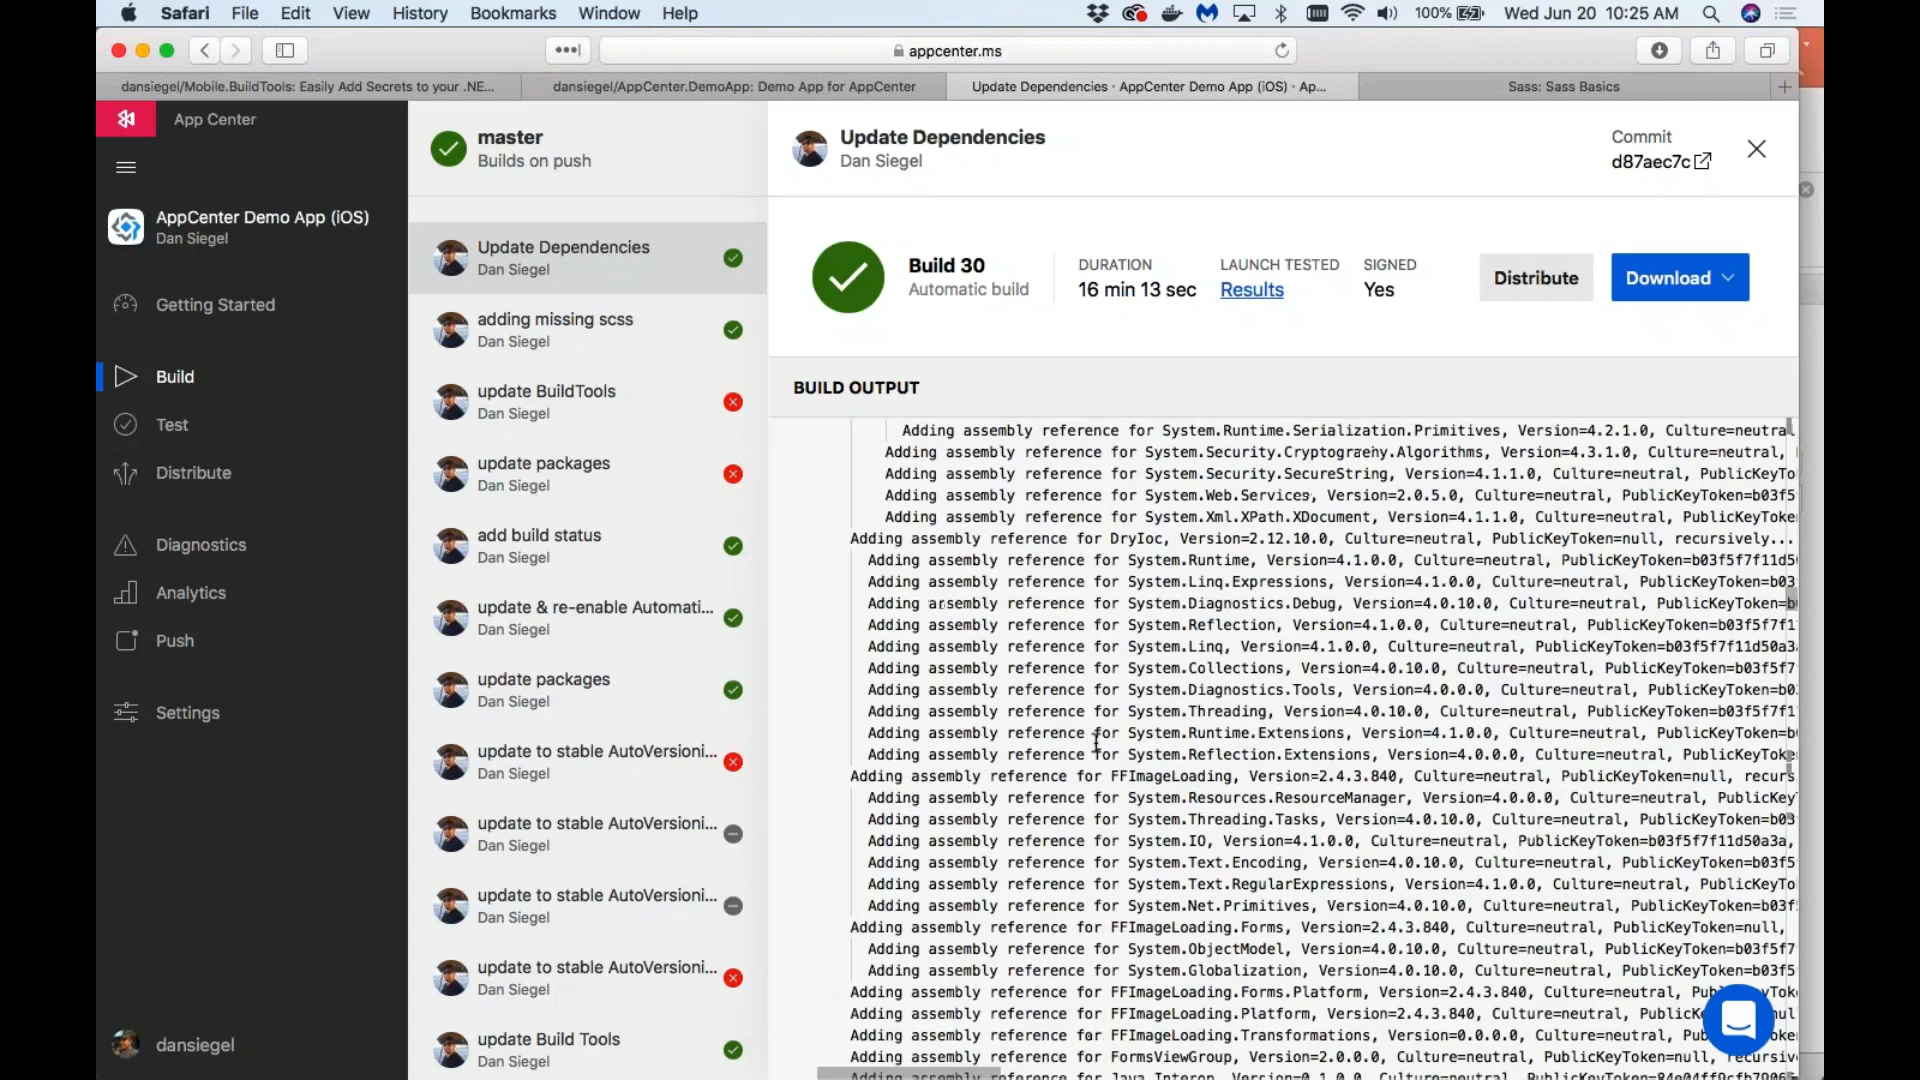 Safari File Edit View History Bookmarks Window Help 100% Wed Jun 20 10:25 AM
appcenter.ms
dansiegel/Mobile.BuildTools: Easily Add Secrets to your .NE...
dansiegel/AppCenter.DemoApp: Demo App for AppCenter
Update Dependencies · AppCenter Demo App (iOS) · Ap...
Sass: Sass Basics
App Center
AppCenter Demo App (iOS)
Dan Siegel
Getting Started
Build
Test
Distribute
Diagnostics
Analytics
Push
Settings
dansiegel
master
Builds on push
Update Dependencies
Dan Siegel
adding missing scss
Dan Siegel
update BuildTools
Dan Siegel
update packages
Dan Siegel
add build status
Dan Siegel
update & re-enable Automati...
Dan Siegel
update packages
Dan Siegel
update to stable AutoVersioni...
Dan Siegel
update to stable AutoVersioni...
Dan Siegel
update to stable AutoVersioni...
Dan Siegel
update to stable AutoVersioni...
Dan Siegel
update Build Tools
Dan Siegel
Update Dependencies
Dan Siegel
Commit
d87aec7c
Build 30
Automatic build
DURATION
16 min 13 sec
LAUNCH TESTED
Results
SIGNED
Yes
Distribute
Download
BUILD OUTPUT
Adding assembly reference for System.Runtime.Serialization.Primitives, Version=4.2.1.0, Culture=neutral
Adding assembly reference for System.Security.Cryptography.Algorithms, Version=4.3.1.0, Culture=neutral,
Adding assembly reference for System.Security.SecureString, Version=4.1.1.0, Culture=neutral, PublicKeyTo
Adding assembly reference for System.Web.Services, Version=2.0.5.0, Culture=neutral, PublicKeyToken=b03f5
Adding assembly reference for System.Xml.XPath.XDocument, Version=4.1.1.0, Culture=neutral, PublicKeyToke
Adding assembly reference for DryIoc, Version=2.12.10.0, Culture=neutral, PublicKeyToken=null, recursively...
Adding assembly reference for System.Runtime, Version=4.1.0.0, Culture=neutral, PublicKeyToken=b03f5f7f11d5
Adding assembly reference for System.Linq.Expressions, Version=4.1.0.0, Culture=neutral, PublicKeyToken=b03
Adding assembly reference for System.Diagnostics.Debug, Version=4.0.10.0, Culture=neutral, PublicKeyToken=b
Adding assembly reference for System.Reflection, Version=4.1.0.0, Culture=neutral, PublicKeyToken=b03f5f7f1
Adding assembly reference for System.Linq, Version=4.1.0.0, Culture=neutral, PublicKeyToken=b03f5f7f11d50a3
Adding assembly reference for System.Collections, Version=4.0.10.0, Culture=neutral, PublicKeyToken=b03f5f7
Adding assembly reference for System.Diagnostics.Tools, Version=4.0.0.0, Culture=neutral, PublicKeyToken=b0
Adding assembly reference for System.Threading, Version=4.0.10.0, Culture=neutral, PublicKeyToken=b03f5f7f1
Adding assembly reference for System.Runtime.Extensions, Version=4.1.0.0, Culture=neutral, PublicKeyToken=b
Adding assembly reference for System.Reflection.Extensions, Version=4.0.0.0, Culture=neutral, PublicKeyToke
Adding assembly reference for FFImageLoading, Version=2.4.3.840, Culture=neutral, PublicKeyToken=null, recurs
Adding assembly reference for System.Resources.ResourceManager, Version=4.0.0.0, Culture=neutral, PublicKey
Adding assembly reference for System.Threading.Tasks, Version=4.0.10.0, Culture=neutral, PublicKeyToken=b03
Adding assembly reference for System.IO, Version=4.1.0.0, Culture=neutral, PublicKeyToken=b03f5f7f11d50a3a,
Adding assembly reference for System.Text.Encoding, Version=4.0.10.0, Culture=neutral, PublicKeyToken=b03f5
Adding assembly reference for System.Text.RegularExpressions, Version=4.1.0.0, Culture=neutral, PublicKeyTo
Adding assembly reference for System.Net.Primitives, Version=4.0.10.0, Culture=neutral, PublicKeyToken=b03f
Adding assembly reference for FFImageLoading.Forms, Version=2.4.3.840, Culture=neutral, PublicKeyToken=null,
Adding assembly reference for System.ObjectModel, Version=4.0.10.0, Culture=neutral, PublicKeyToken=b03f5f7
Adding assembly reference for System.Globalization, Version=4.0.10.0, Culture=neutral, PublicKeyToken=b03f5
Adding assembly reference for FFImageLoading.Forms.Platform, Version=2.4.3.840, Culture=neutral,
Adding assembly reference for FFImageLoading.Platform, Version=2.4.3.840, Culture=neutral,
Adding assembly reference for FFImageLoading.Transformations, Version=0.0.0.0, Culture=neutral,
Adding assembly reference for FormsViewGroup, Version=2.0.0.0, Culture=neutral, PublicKeyToken=null, recursiv
Adding assembly reference for Java.Interop, Version=0.1.0.0, Culture=neutral,